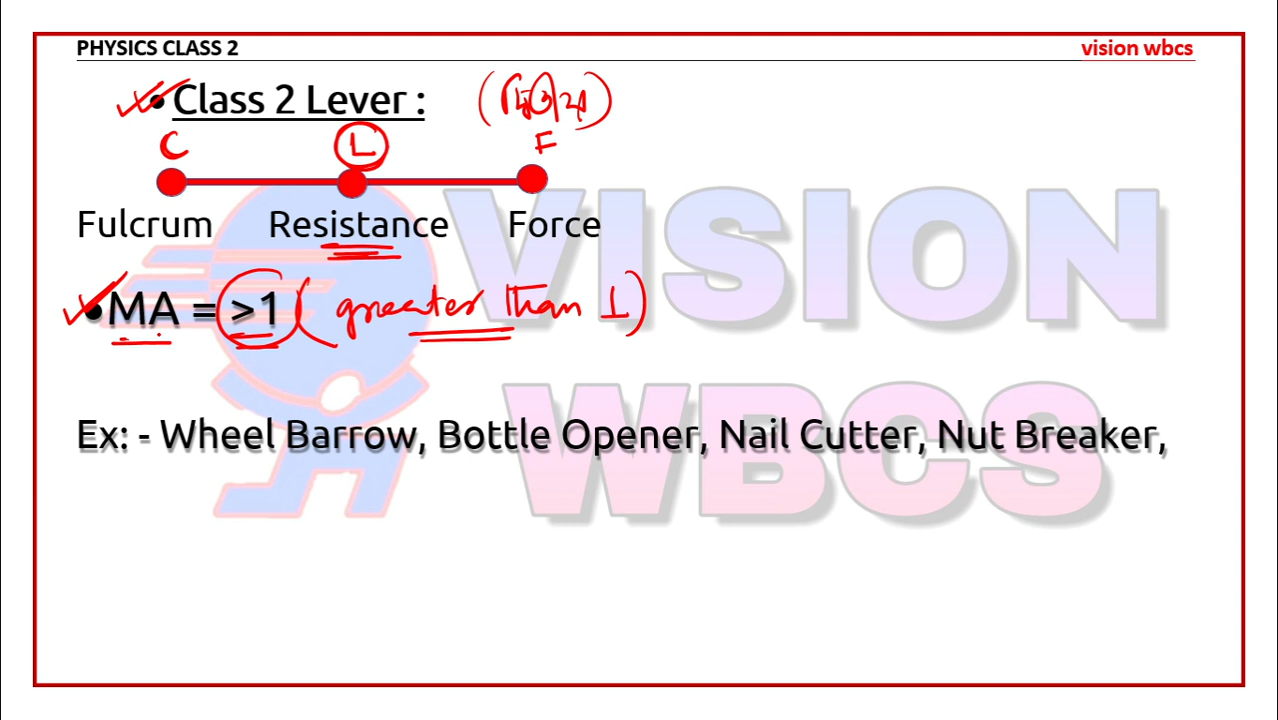 PHYSICS CLASS 2 vision wbcs
•Class 2 Lever :
C L F
Fulcrum Resistance Force
•MA = >1 (greater than 1)
Ex: - Wheel Barrow, Bottle Opener, Nail Cutter, Nut Breaker,
VISION
WBCS